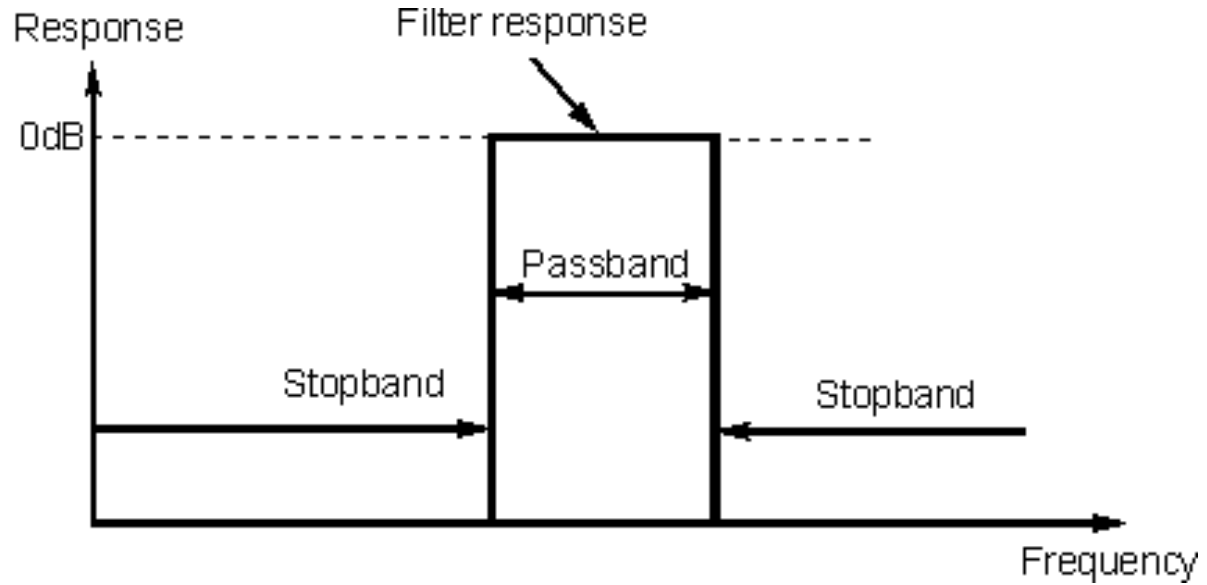 Response
Filter response
0dB
Passband
Stopband
Stopband
Frequency